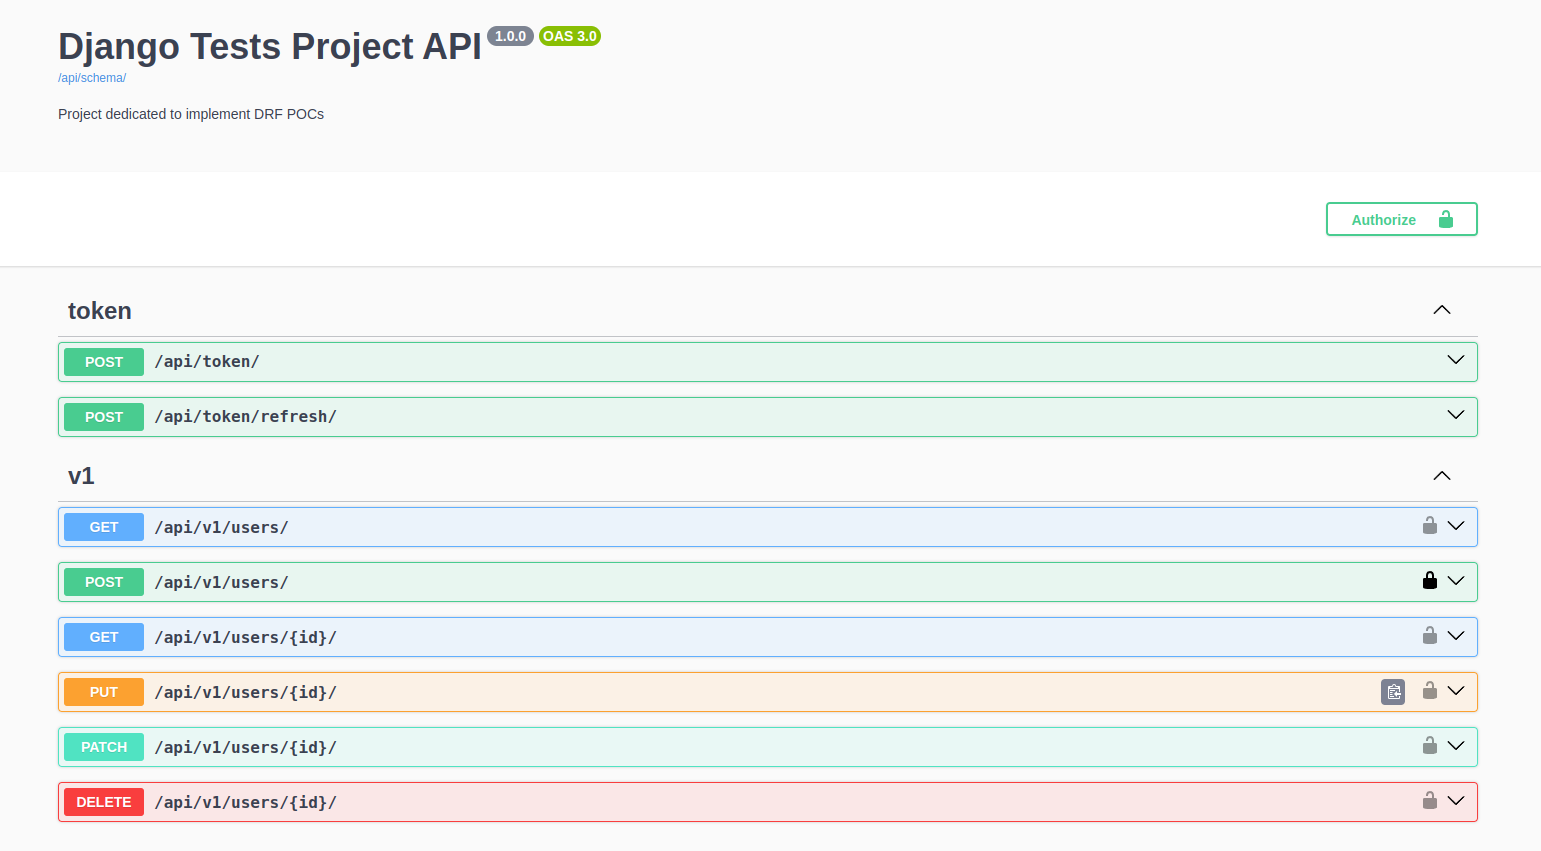 Django Tests Project API 1.0.0 OAS 3.0
/api/schema/
Project dedicated to implement DRF POCs
Authorize
token
POST /api/token/
POST /api/token/refresh/
v1
GET /api/v1/users/
POST /api/v1/users/
GET /api/v1/users/{id}/
PUT /api/v1/users/{id}/
PATCH /api/v1/users/{id}/
DELETE /api/v1/users/{id}/